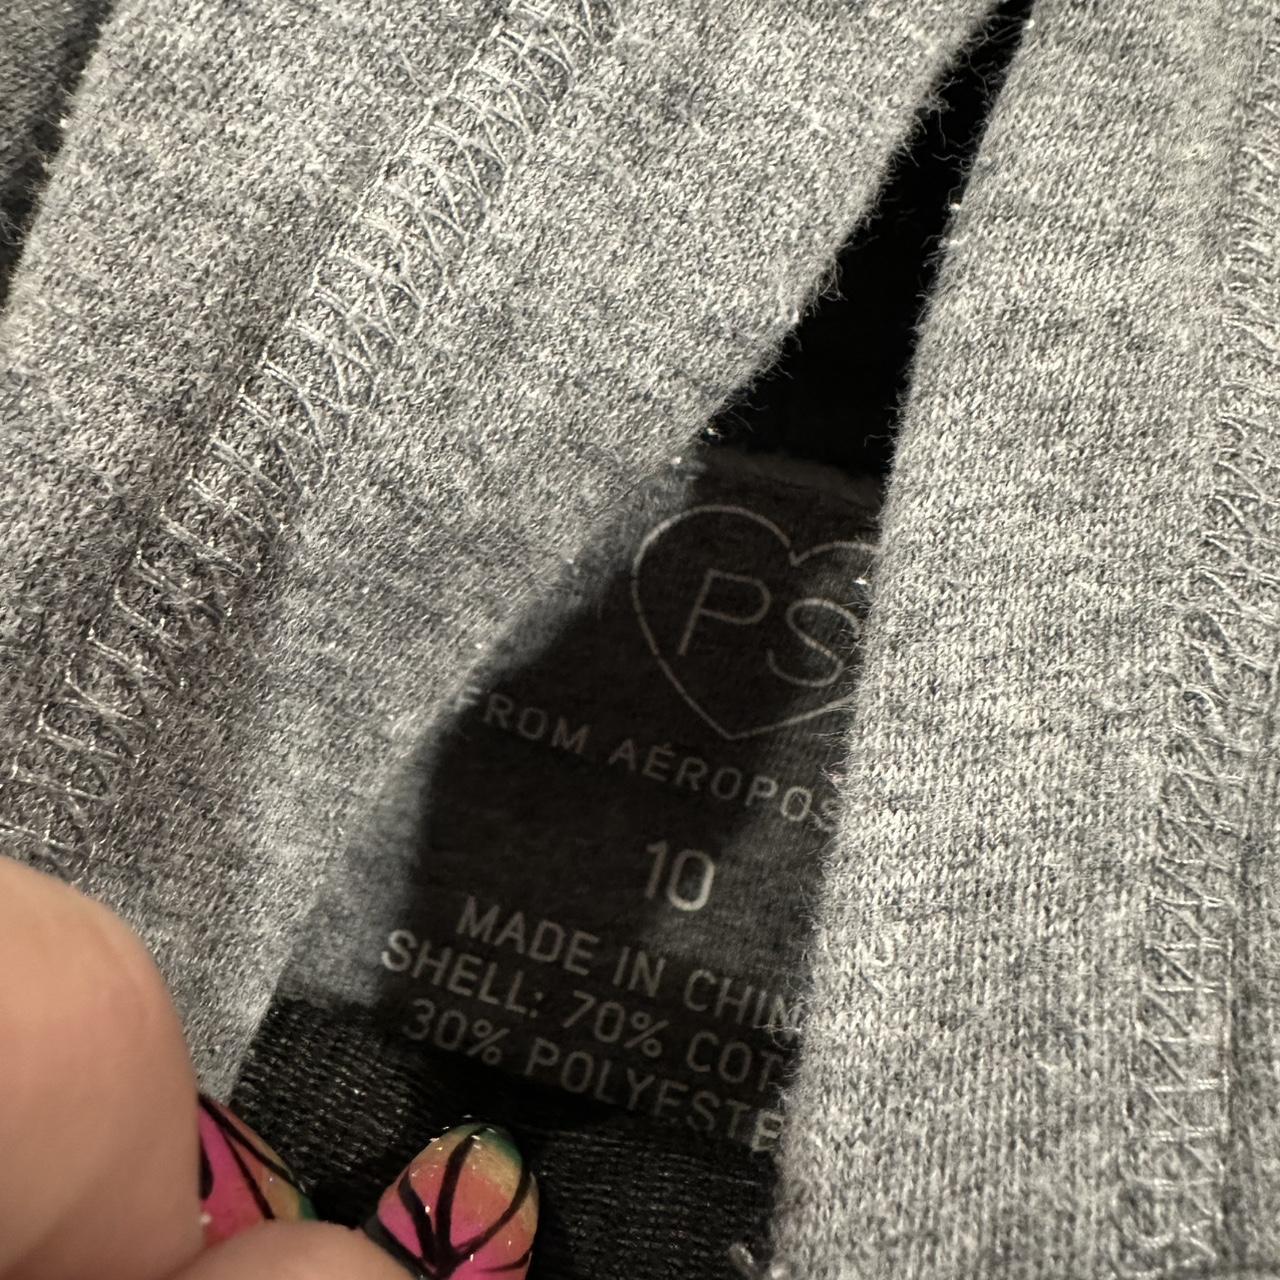 PS
FROM AÉROPOS
10
MADE IN CHIN
SHELL: 70% COT
30% POLYESTE